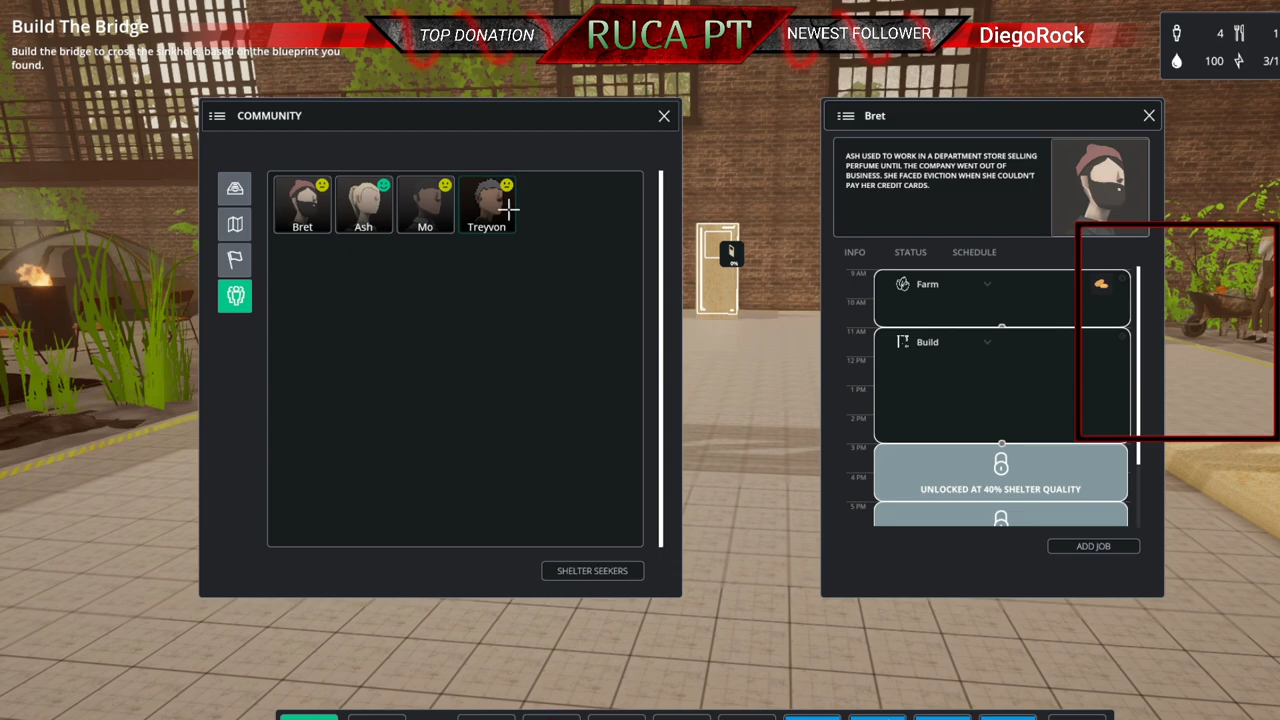 Build The Bridge
Build the bridge to cross the sinkhole, based on the blueprint you
found.
TOP DONATION
RUCA PT
NEWEST FOLLOWER
DiegoRock
4
1
100
3/1
COMMUNITY
Bret
Ash
Mo
Treyvon
SHELTER SEEKERS
0%
Bret
ASH USED TO WORK IN A DEPARTMENT STORE SELLING
PERFUME UNTIL THE COMPANY WENT OUT OF
BUSINESS. SHE FACED EVICTION WHEN SHE COULDN'T
PAY HER CREDIT CARDS.
INFO STATUS SCHEDULE
9 AM
Farm
10 AM
11 AM
Build
12 PM
1 PM
2 PM
3 PM
4 PM
UNLOCKED AT 40% SHELTER QUALITY
5 PM
ADD JOB